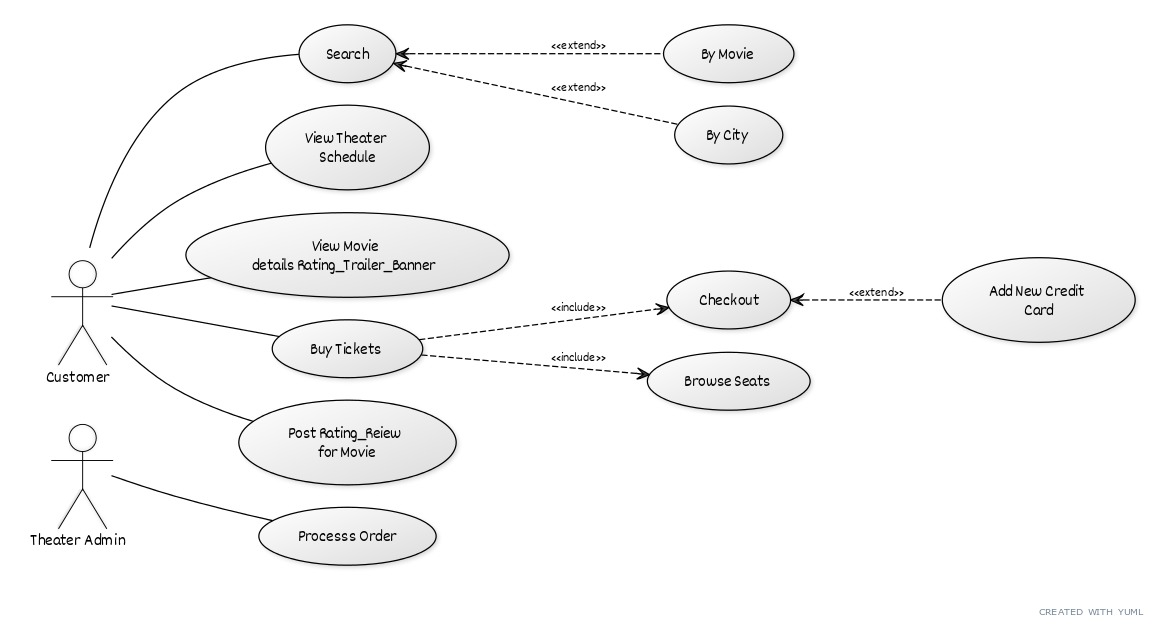 Search
<<extend>>
By Movie
<<extend>>
By City
View Theater
Schedule
View Movie
details Rating_Trailer_Banner
Customer
Buy Tickets
<<include>>
Checkout
<<extend>>
Add New Credit
Card
<<include>>
Browse Seats
Post Rating_Reiew
for Movie
Theater Admin
Processs Order
CREATED WITH YUML